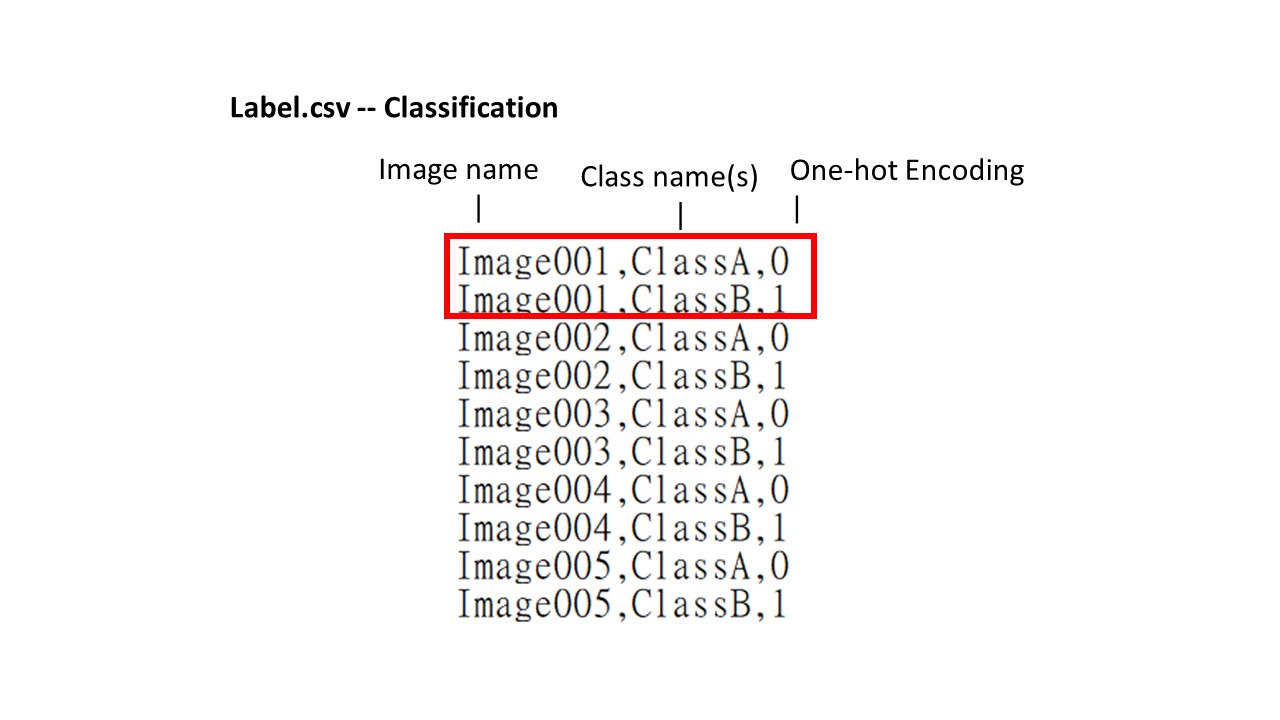 Label.csv -- Classification
Image name
Class name(s)
One-hot Encoding
Image001,ClassA,0
Image001,ClassB,1
Image002,ClassA,0
Image002,ClassB,1
Image003,ClassA,0
Image003,ClassB,1
Image004,ClassA,0
Image004,ClassB,1
Image005,ClassA,0
Image005,ClassB,1